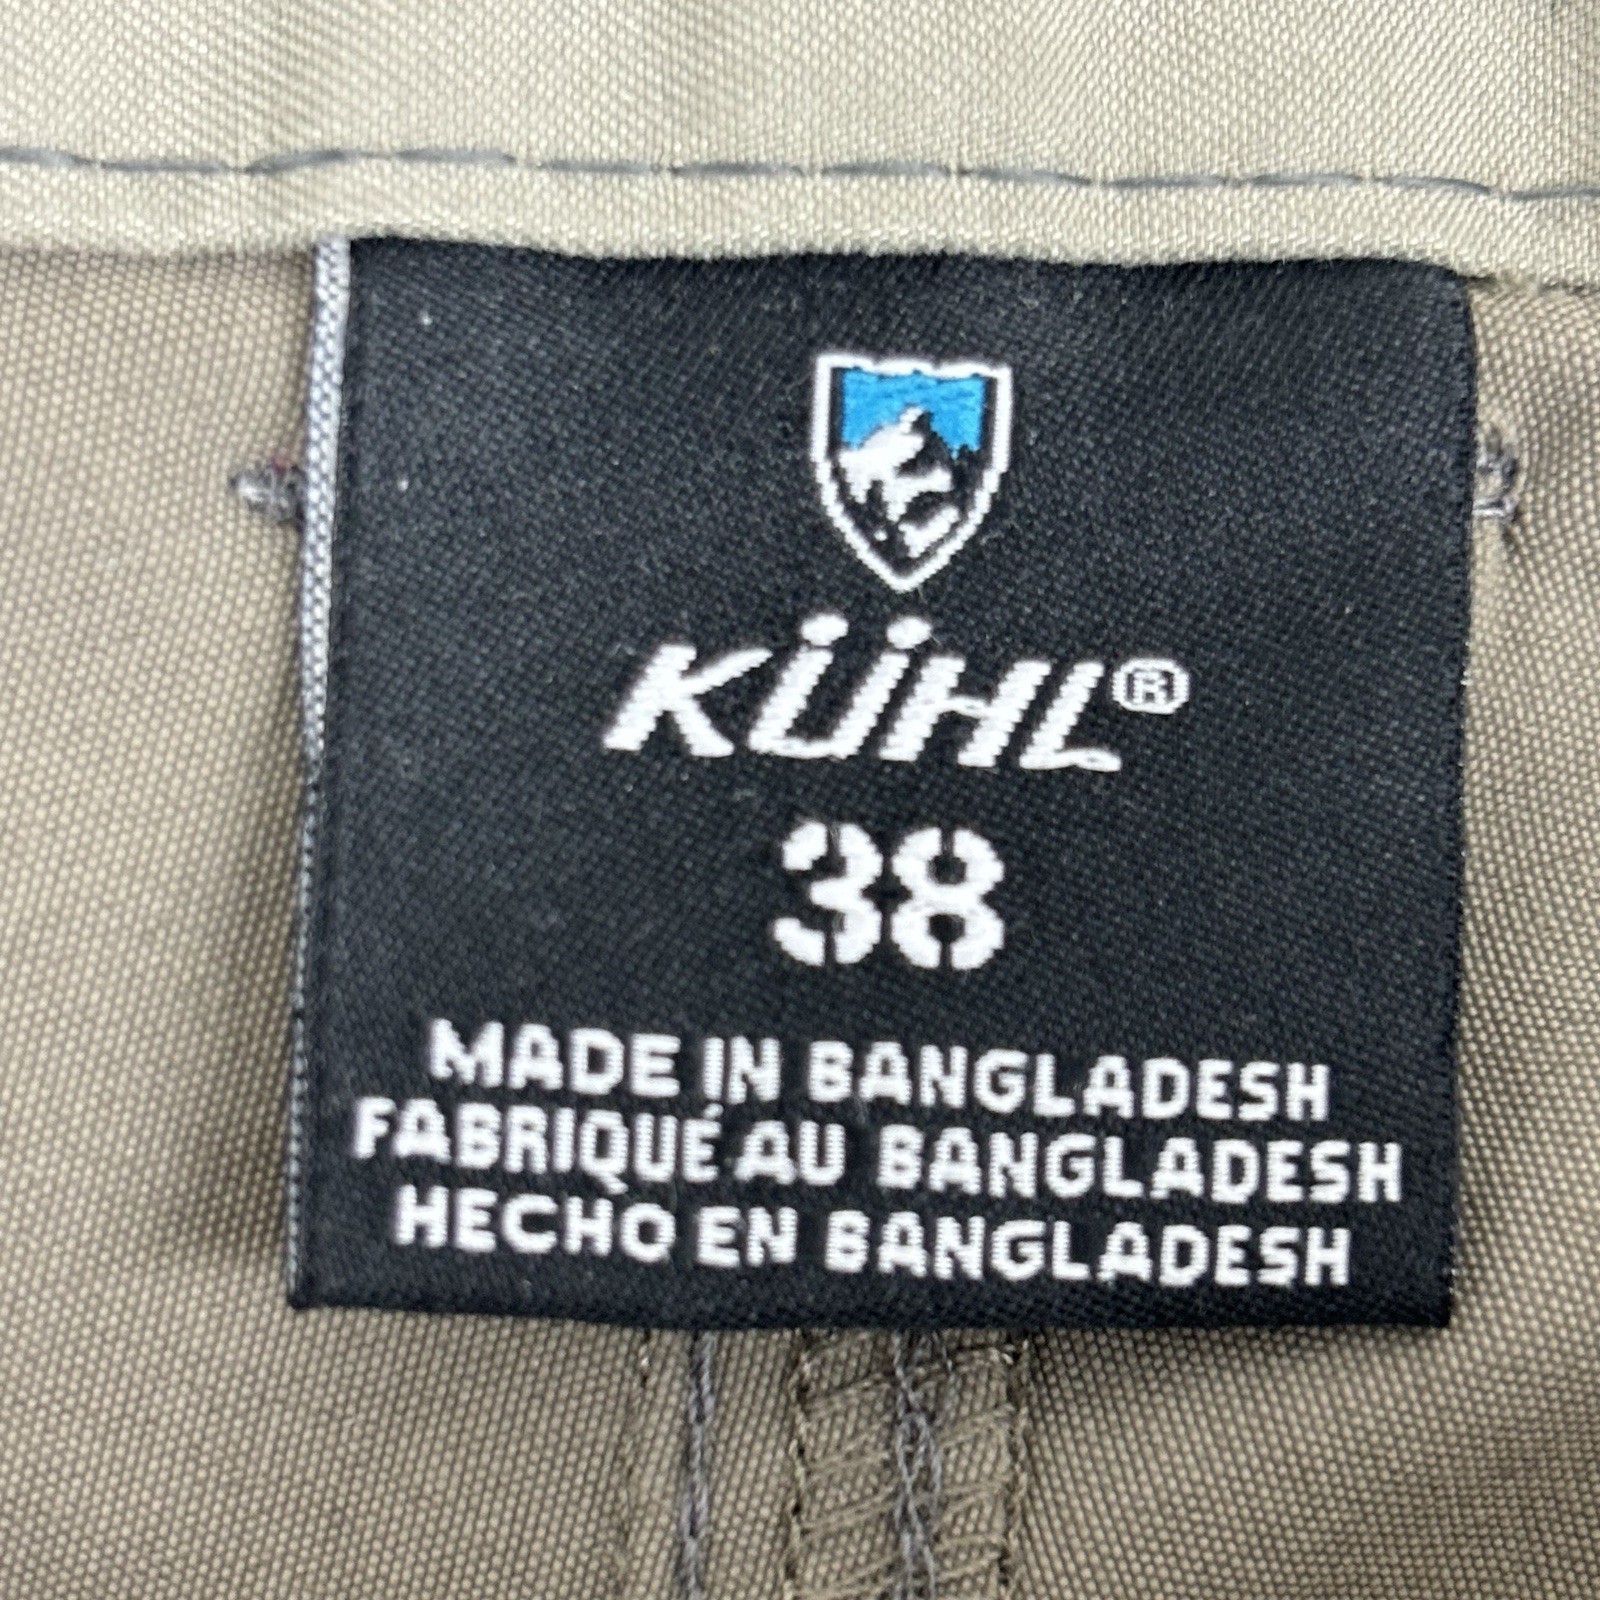 KÜHL®
38
MADE IN BANGLADESH
FABRIQUÉ AU BANGLADESH
HECHO EN BANGLADESH